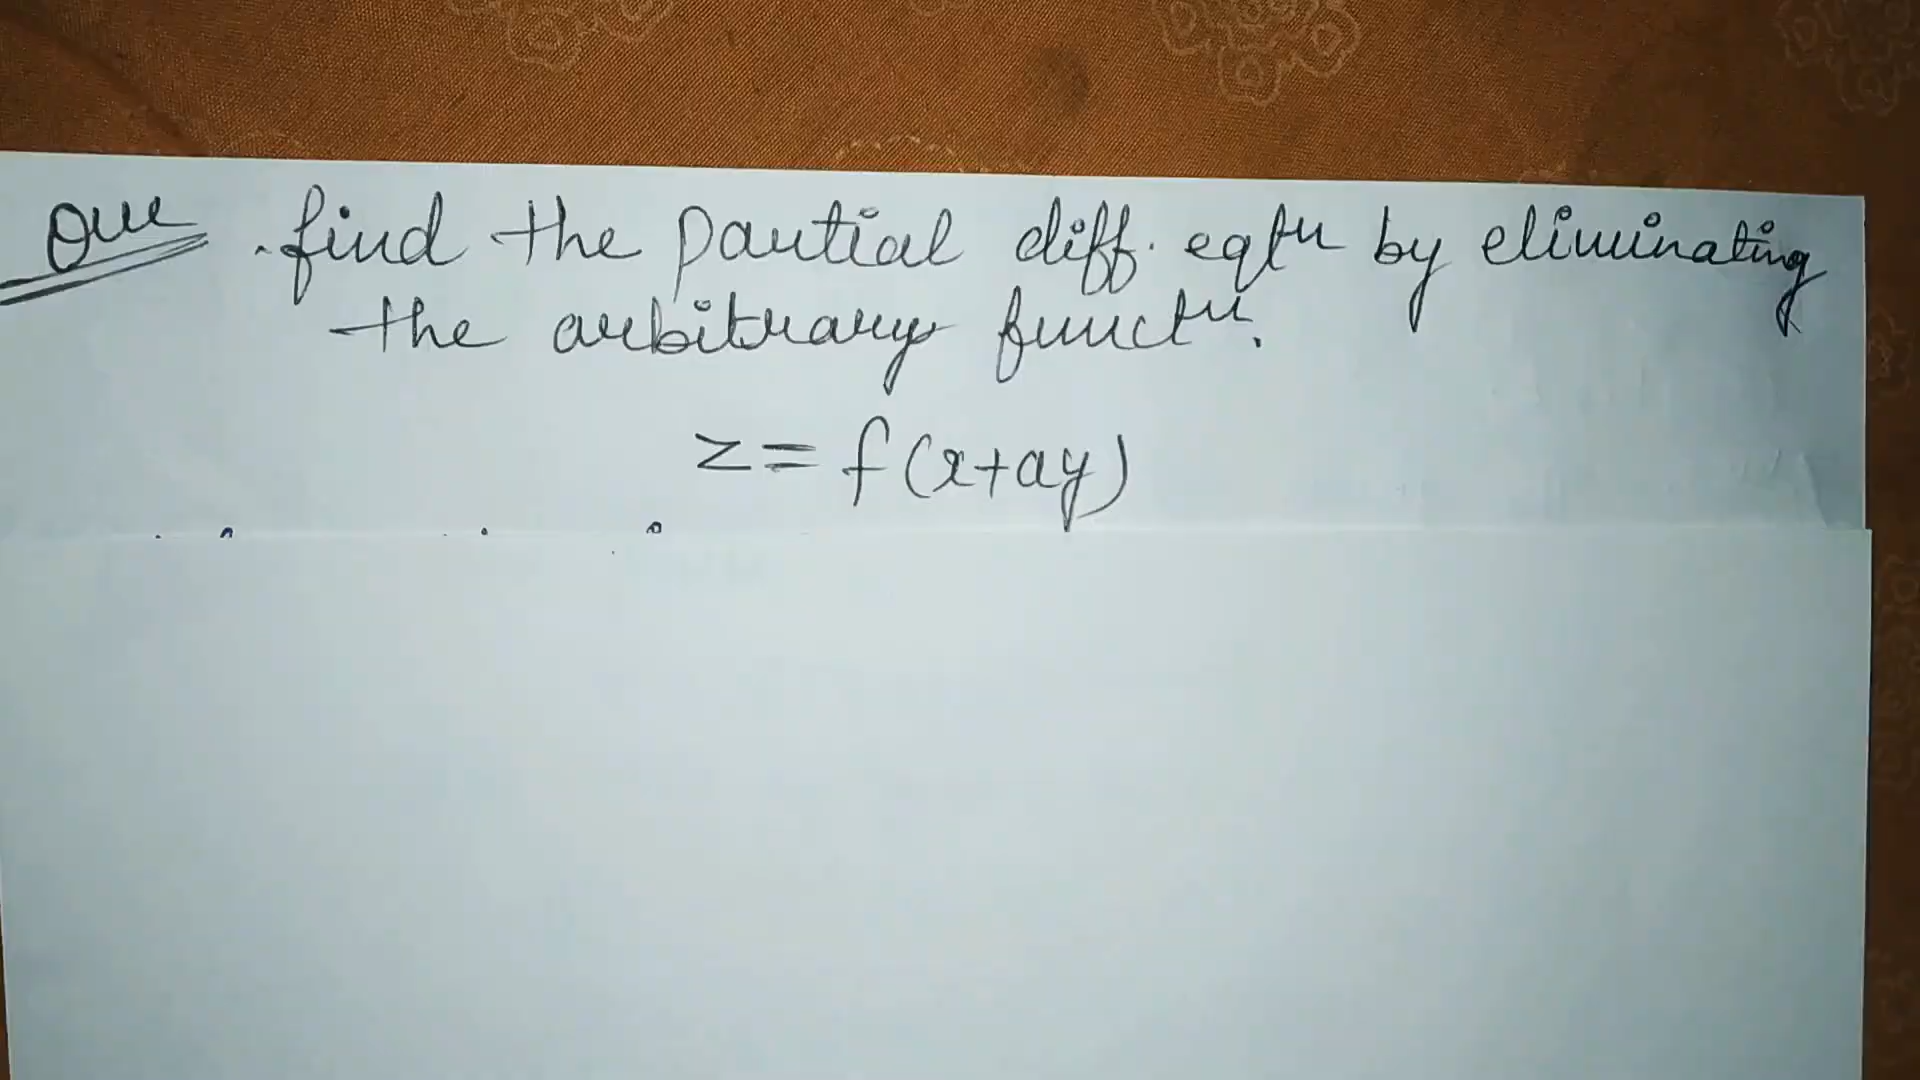 Que. find the Partial diff. eqtn by eliminating
the arbitrary functn.
z = f(x+ay)